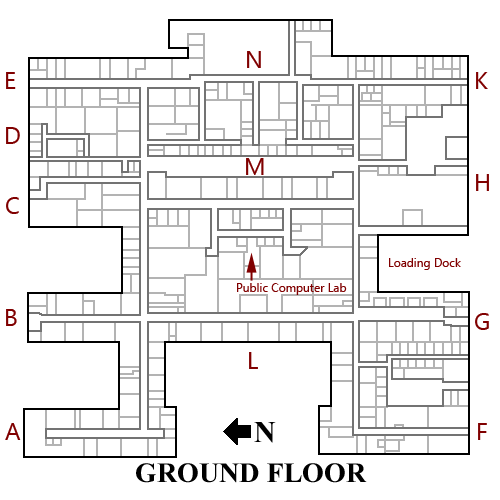 N
E
K
D
M
H
C
Loading Dock
Public Computer Lab
B
G
L
A
N
F
GROUND FLOOR